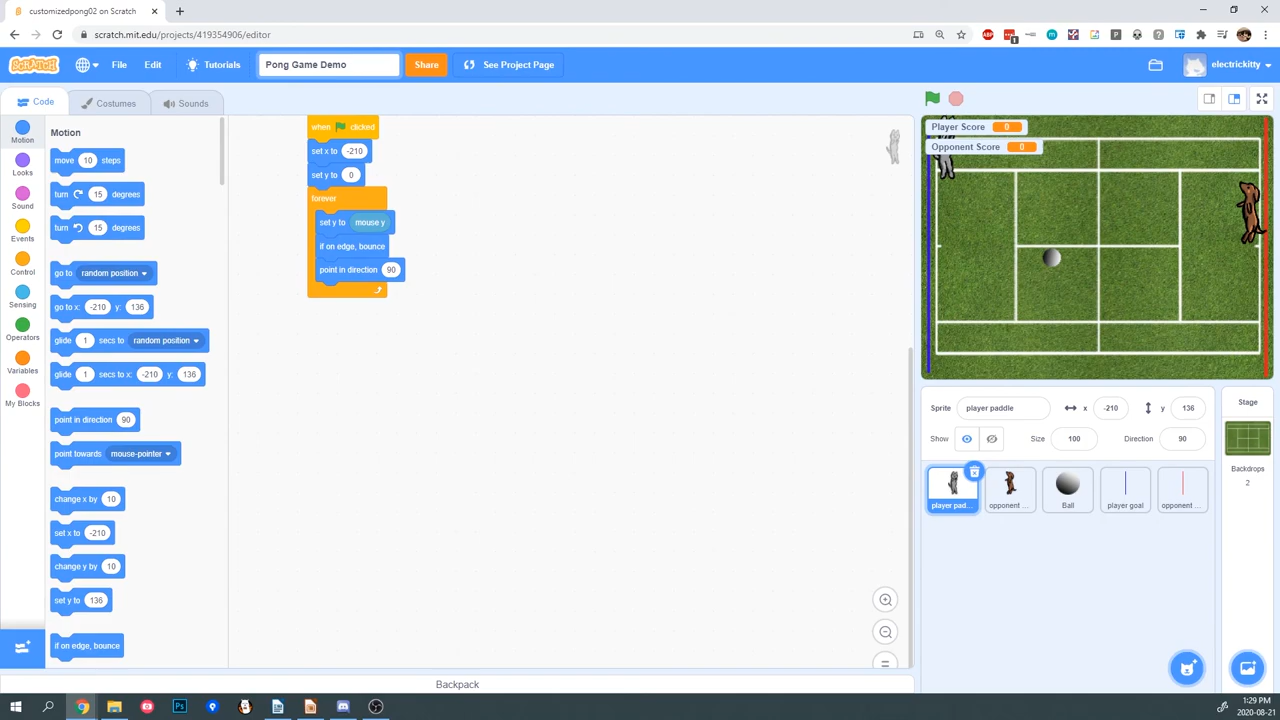 customizedpong02 on Scratch
scratch.mit.edu/projects/419354906/editor
SCRATCH
File
Edit
Tutorials
Pong Game Demo
Share
See Project Page
electrickitty
Code
Costumes
Sounds
Motion
Looks
Sound
Events
Control
Sensing
Operators
Variables
My Blocks
Motion
move 10 steps
turn 15 degrees
turn 15 degrees
go to random position
go to x: -210 y: 136
glide 1 secs to random position
glide 1 secs to x: -210 y: 136
point in direction 90
point towards mouse-pointer
change x by 10
set x to -210
change y by 10
set y to 136
if on edge, bounce
when clicked
set x to -210
set y to 0
forever
set y to mouse y
if on edge, bounce
point in direction 90
Backpack
Player Score 0
Opponent Score 0
Sprite player paddle x -210 y 136
Show Size 100 Direction 90
player pad...
opponent ...
Ball
player goal
opponent ...
Stage
Backdrops
2
1:29 PM
2020-08-21